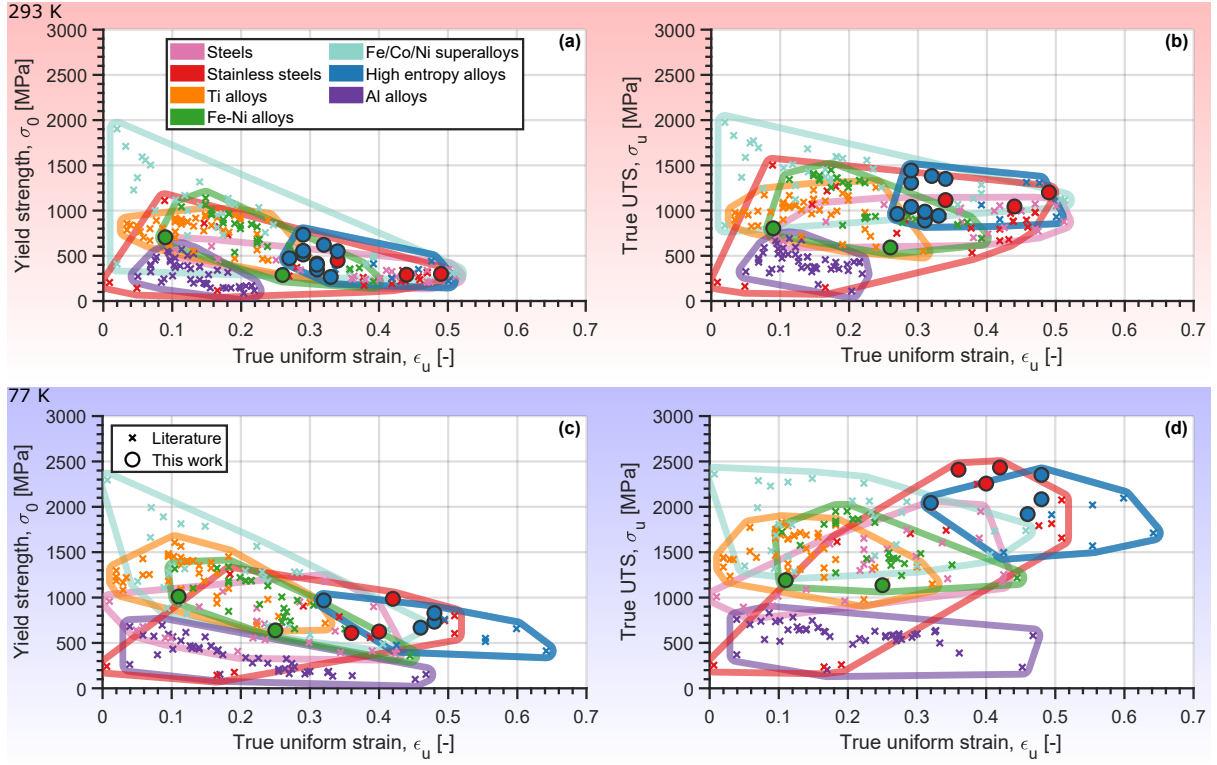 293 K
3000
2500
2000
1500
1000
500
0
0
0.1
0.2
0.3
0.4
0.5
0.6
0.7
Yield strength, σ0 [MPa]
True uniform strain, ϵu [-]
(a)
Steels
Stainless steels
Ti alloys
Fe-Ni alloys
Fe/Co/Ni superalloys
High entropy alloys
Al alloys
3000
2500
2000
1500
1000
500
0
0
0.1
0.2
0.3
0.4
0.5
0.6
0.7
True UTS, σu [MPa]
True uniform strain, ϵu [-]
(b)
77 K
3000
2500
2000
1500
1000
500
0
0
0.1
0.2
0.3
0.4
0.5
0.6
0.7
Yield strength, σ0 [MPa]
True uniform strain, ϵu [-]
(c)
Literature
This work
3000
2500
2000
1500
1000
500
0
0
0.1
0.2
0.3
0.4
0.5
0.6
0.7
True UTS, σu [MPa]
True uniform strain, ϵu [-]
(d)